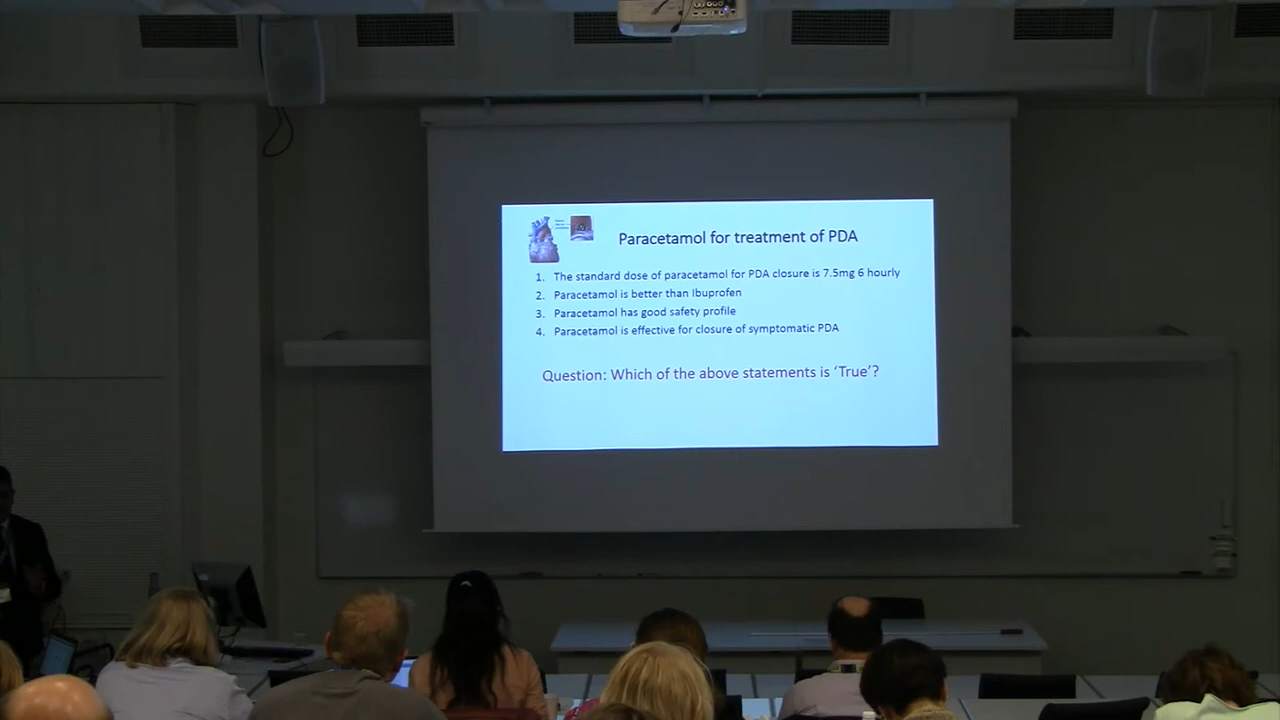 Paracetamol for treatment of PDA
1. The standard dose of paracetamol for PDA closure is 7.5mg 6 hourly
2. Paracetamol is better than Ibuprofen
3. Paracetamol has good safety profile
4. Paracetamol is effective for closure of symptomatic PDA
Question: Which of the above statements is ‘True’?